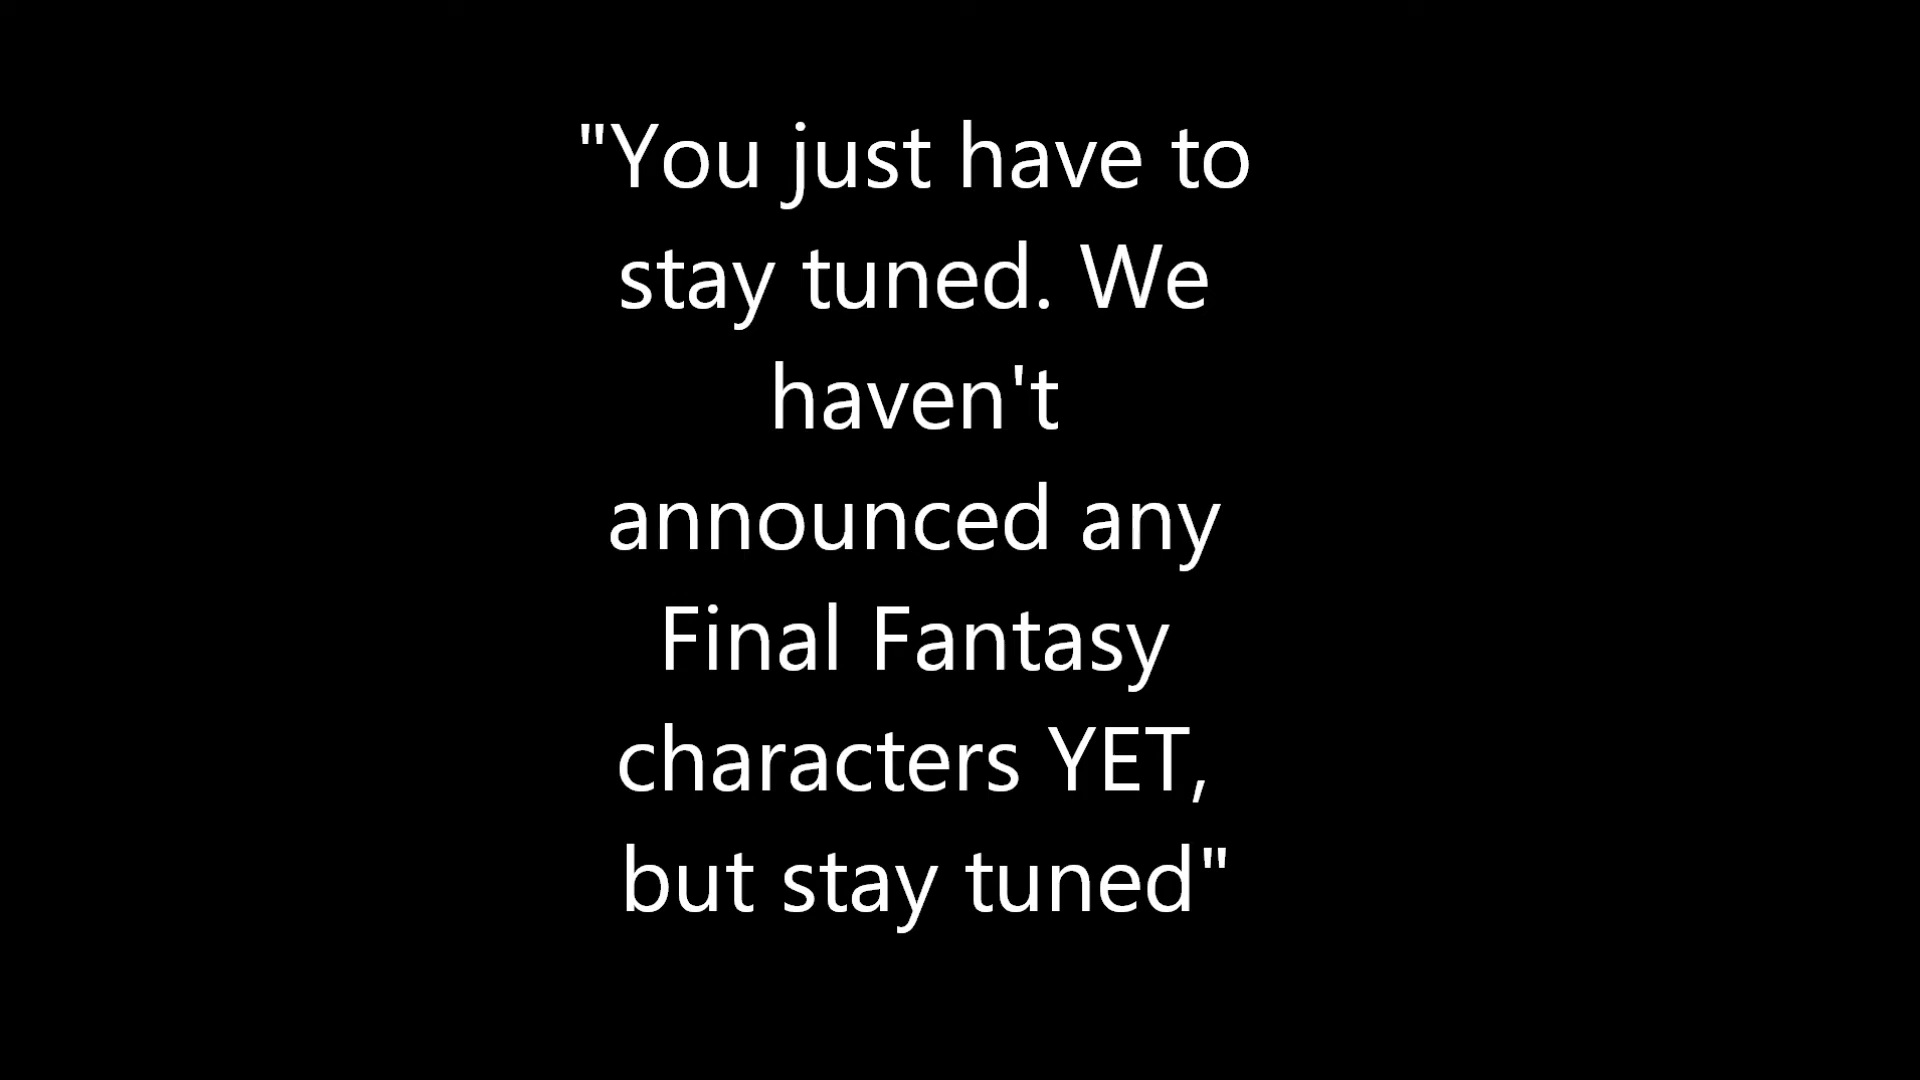 "You just have to
stay tuned. We
haven't
announced any
Final Fantasy
characters YET,
but stay tuned"